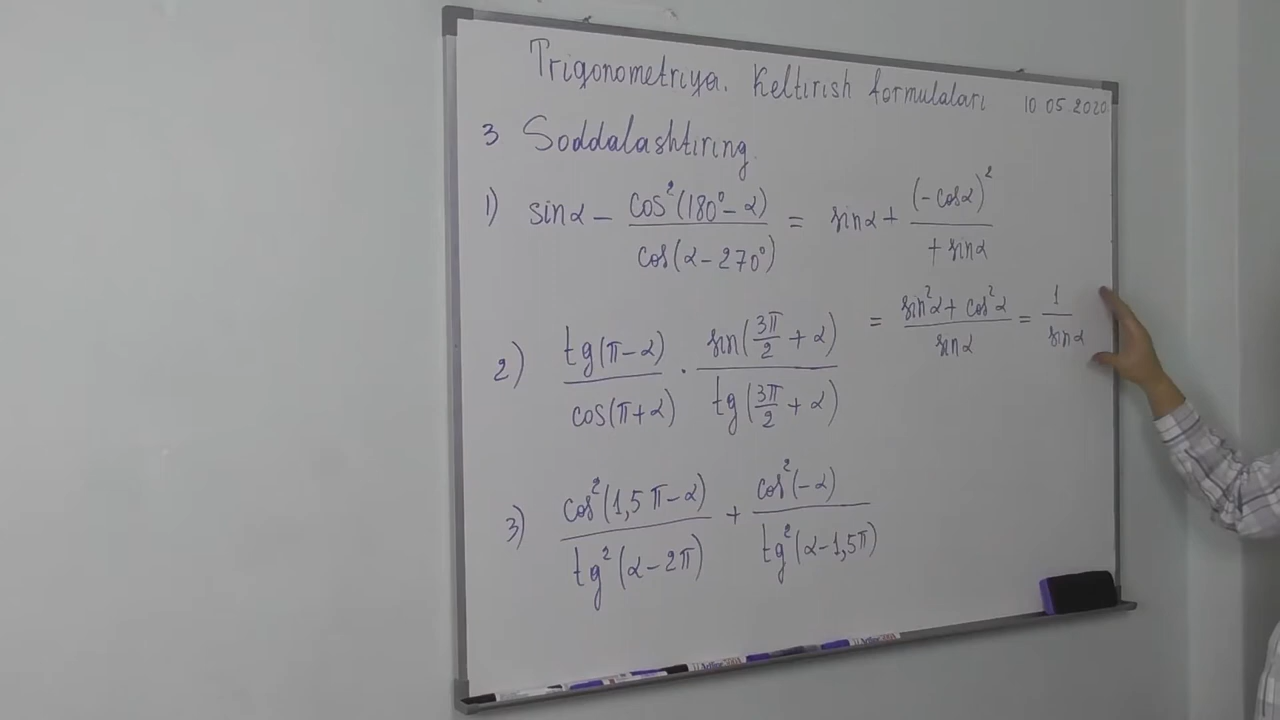 Trigonometriya. Keltirish formulalari 10 05 2020
3 Soddalashtiring.
1) sinα − cos²(180° − α) / cos(α − 270°) = sinα + (−cosα)² / + sinα
= sin²α + cos²α / sinα = 1 / sinα
2) tg(π−α) / cos(π+α) · sin(3π/2 + α) / tg(3π/2 + α)
3) cos²(1,5π−α) / tg²(α−2π) + cos²(−α) / tg²(α−1,5π)